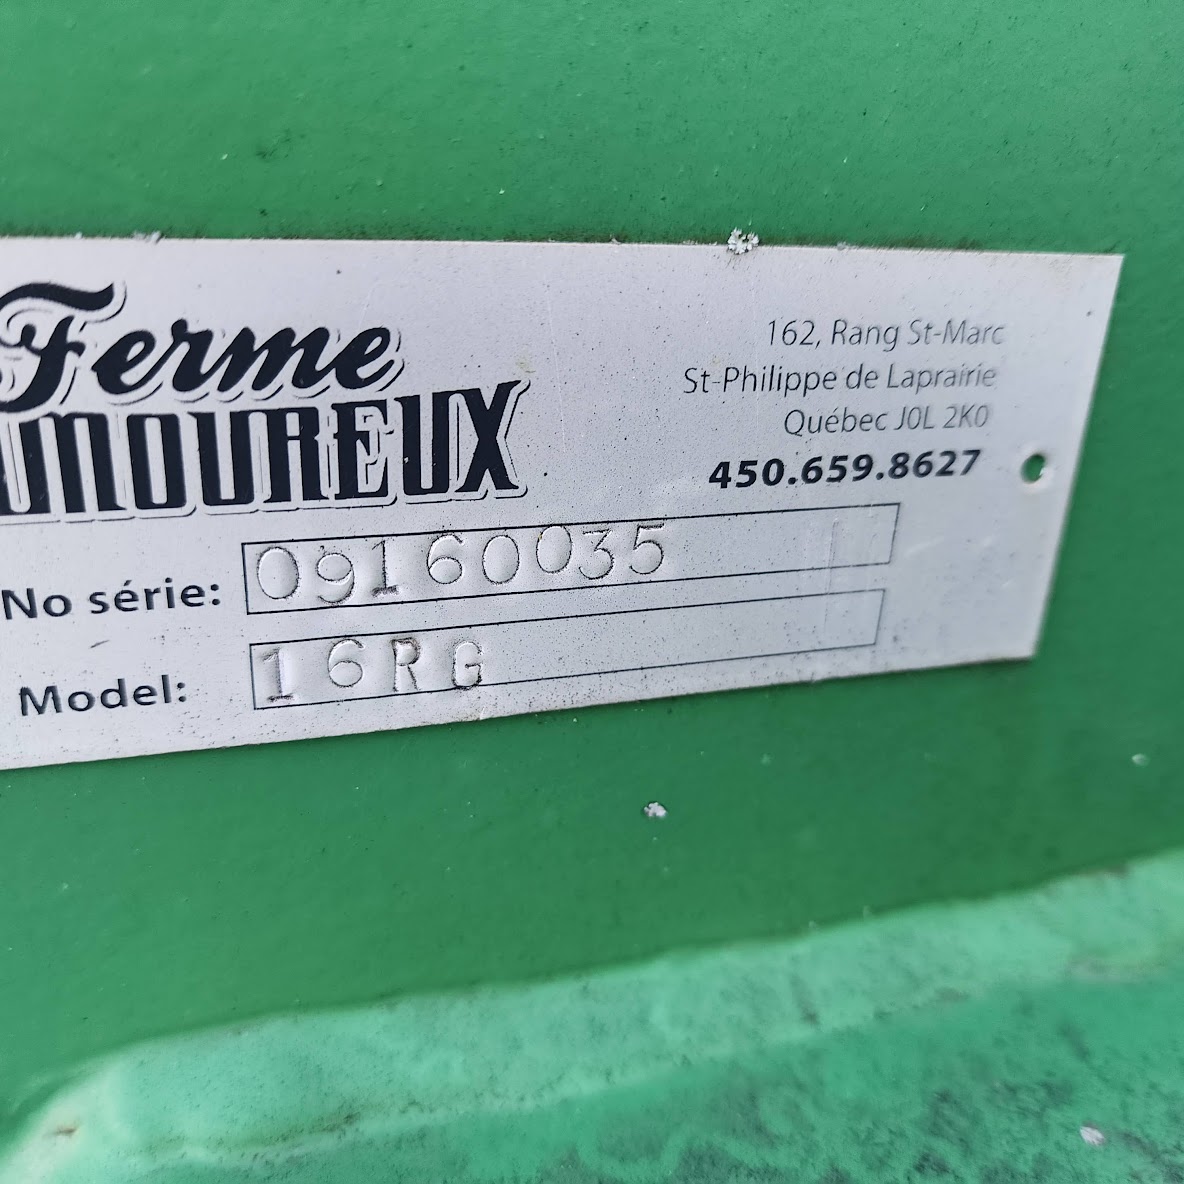 Ferme
162, Rang St-Marc
St-Philippe de Laprairie
Québec J0L 2K0
450.659.8627
No série: 09160035
Model: 16RG